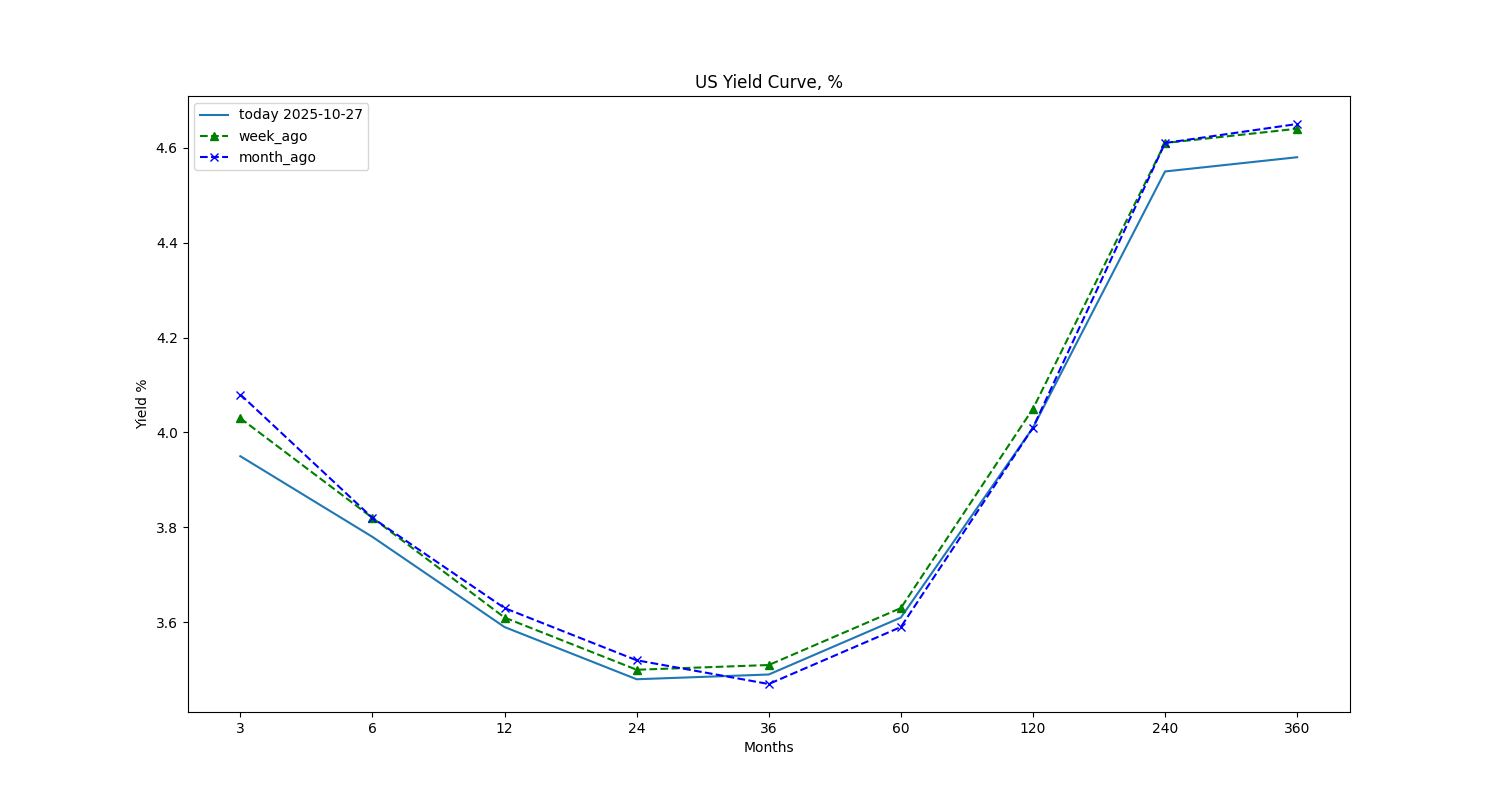 US Yield Curve, %
today 2025-10-27
week_ago
month_ago
4.6
4.4
4.2
4.0
3.8
3.6
Yield %
3 6 12 24 36 60 120 240 360
Months